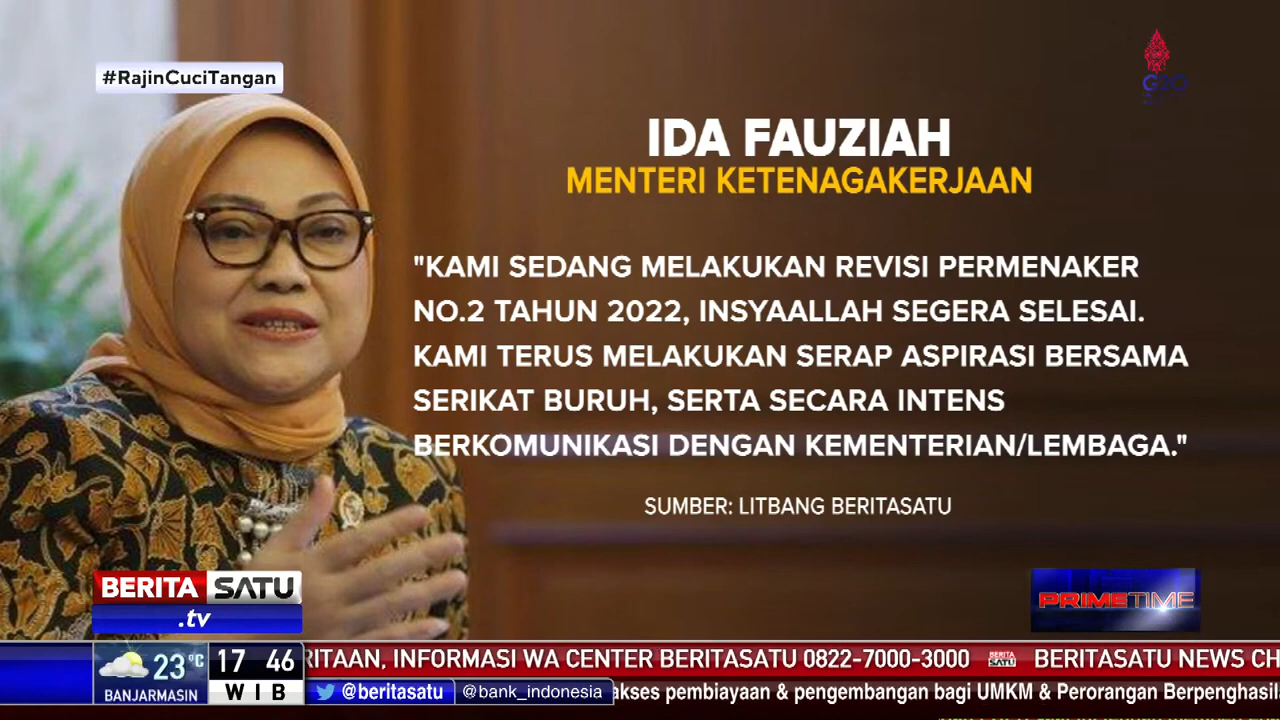 #RajinCuciTangan
G20
IDA FAUZIAH
MENTERI KETENAGAKERJAAN
"KAMI SEDANG MELAKUKAN REVISI PERMENAKER
NO.2 TAHUN 2022, INSYAALLAH SEGERA SELESAI.
KAMI TERUS MELAKUKAN SERAP ASPIRASI BERSAMA
SERIKAT BURUH, SERTA SECARA INTENS
BERKOMUNIKASI DENGAN KEMENTERIAN/LEMBAGA."
SUMBER: LITBANG BERITASATU
BERITA SATU
.tv
PRIMETIME
23°C
BANJARMASIN
17 46
WIB
RITAAN, INFORMASI WA CENTER BERITASATU 0822-7000-3000 BERITA SATU BERITASATU NEWS CH
@beritasatu @bank_indonesia akses pembiayaan & pengembangan bagi UMKM & Perorangan Berpenghasil